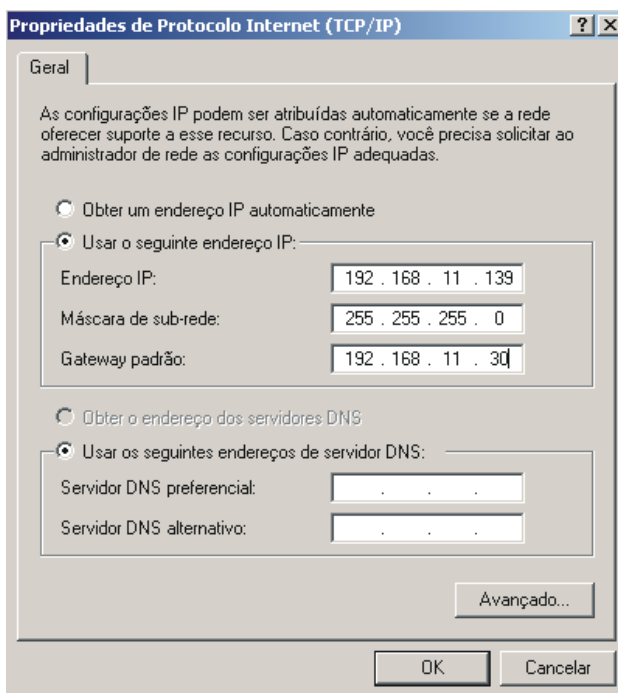 Propriedades de Protocolo Internet (TCP/IP)
Geral
As configurações IP podem ser atribuídas automaticamente se a rede
oferecer suporte a esse recurso. Caso contrário, você precisa solicitar ao
administrador de rede as configurações IP adequadas.
Obter um endereço IP automaticamente
Usar o seguinte endereço IP:
Endereço IP: 192 . 168 . 11 . 139
Máscara de sub-rede: 255 . 255 . 255 . 0
Gateway padrão: 192 . 168 . 11 . 30
Obter o endereço dos servidores DNS
Usar os seguintes endereços de servidor DNS:
Servidor DNS preferencial: . . .
Servidor DNS alternativo: . . .
Avançado...
OK Cancelar